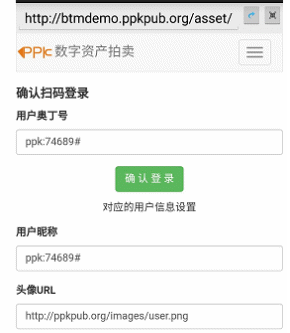 http://btmdemo.ppkpub.org/asset/
PPk 数字资产拍卖
确认扫码登录
用户奥丁号
ppk:74689#
确认登录
对应的用户信息设置
用户昵称
ppk:74689#
头像URL
http://ppkpub.org/images/user.png